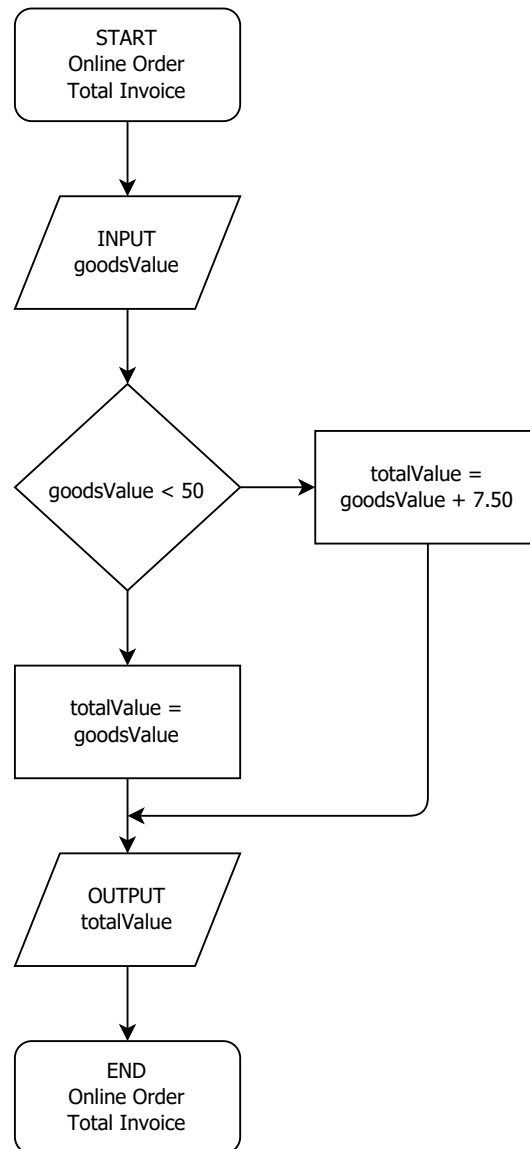 START
Online Order
Total Invoice
INPUT
goodsValue
goodsValue < 50
totalValue =
goodsValue + 7.50
totalValue =
goodsValue
OUTPUT
totalValue
END
Online Order
Total Invoice